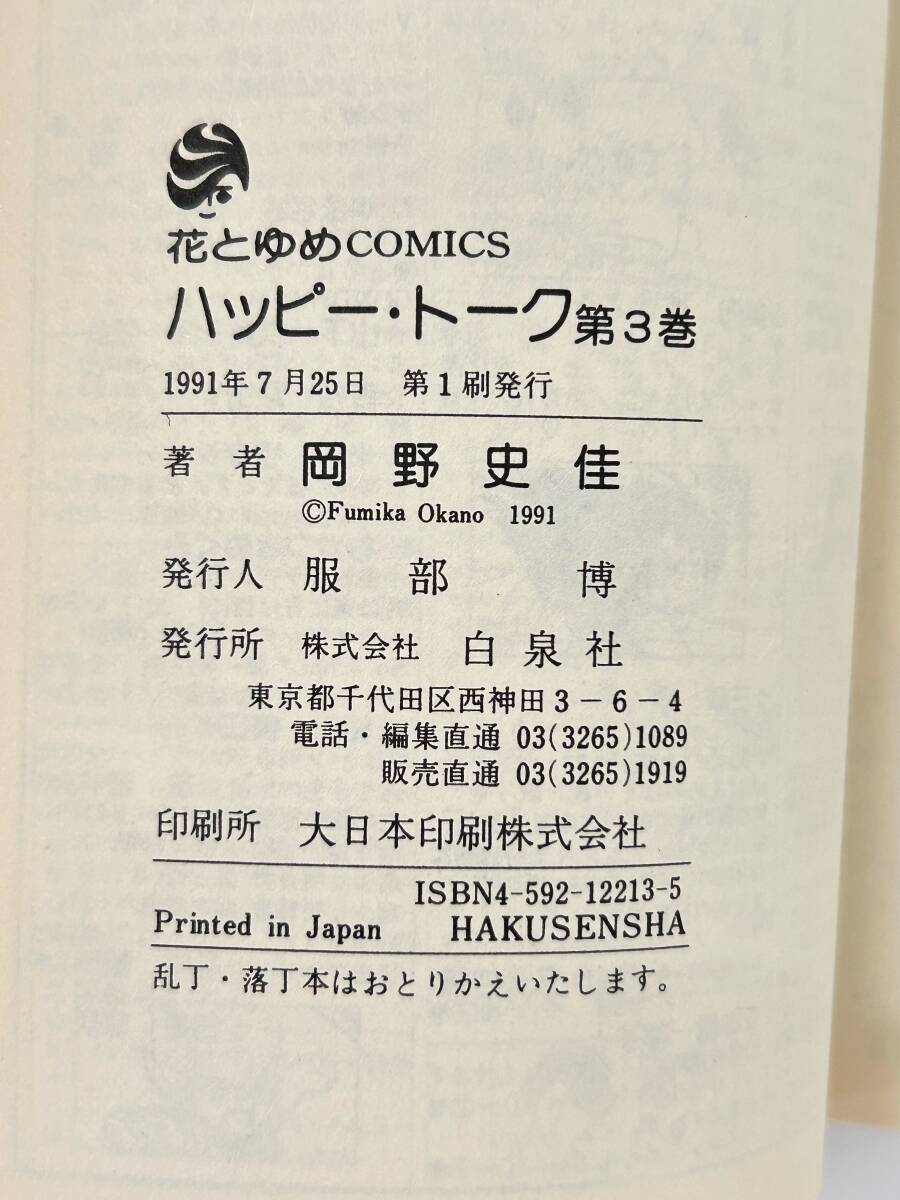 花とゆめCOMICS
ハッピー・トーク第3巻
1991年7月25日 第1刷発行
著者 岡野史佳
©Fumika Okano 1991
発行人 服部 博
発行所 株式会社 白泉社
東京都千代田区西神田3-6-4
電話・編集直通 03(3265)1089
販売直通 03(3265)1919
印刷所 大日本印刷株式会社
ISBN4-592-12213-5
Printed in Japan HAKUSENSHA
乱丁・落丁本はおとりかえいたします。